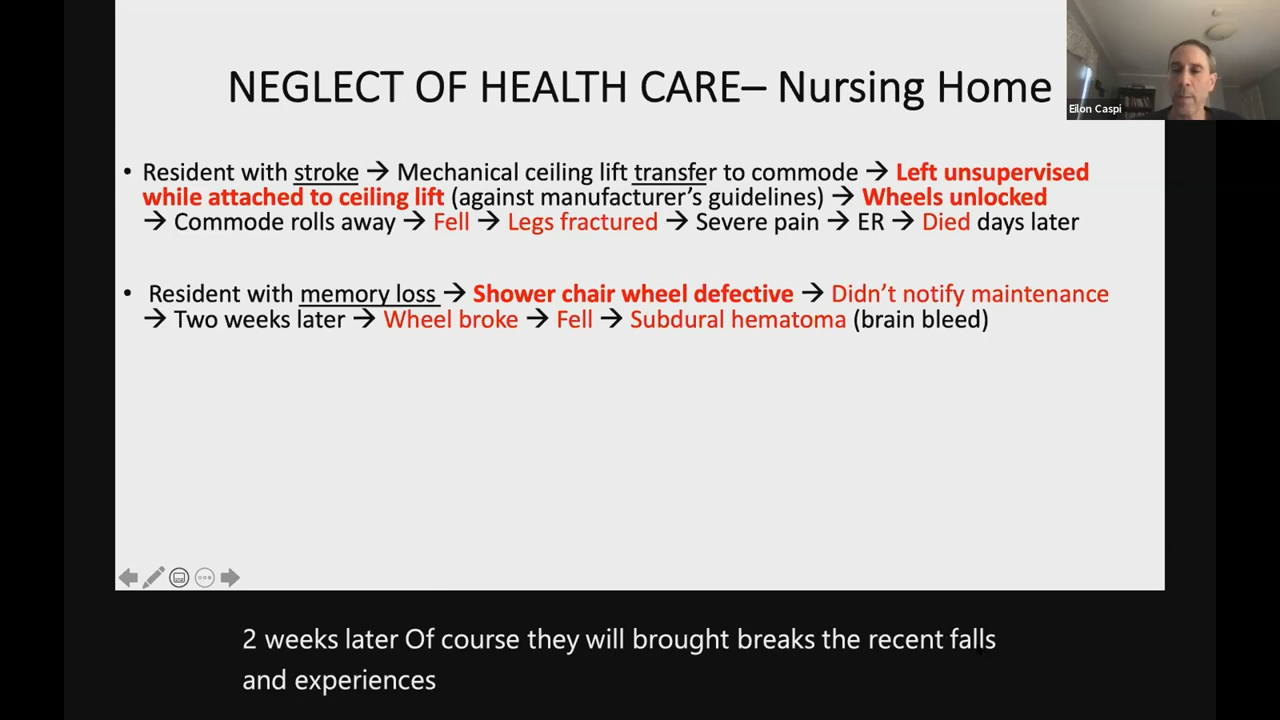 NEGLECT OF HEALTH CARE– Nursing Home
Eilon Caspi
• Resident with stroke → Mechanical ceiling lift transfer to commode → Left unsupervised
while attached to ceiling lift (against manufacturer's guidelines) → Wheels unlocked
→ Commode rolls away → Fell → Legs fractured → Severe pain → ER → Died days later
• Resident with memory loss → Shower chair wheel defective → Didn't notify maintenance
→ Two weeks later → Wheel broke → Fell → Subdural hematoma (brain bleed)
2 weeks later Of course they will brought breaks the recent falls
and experiences